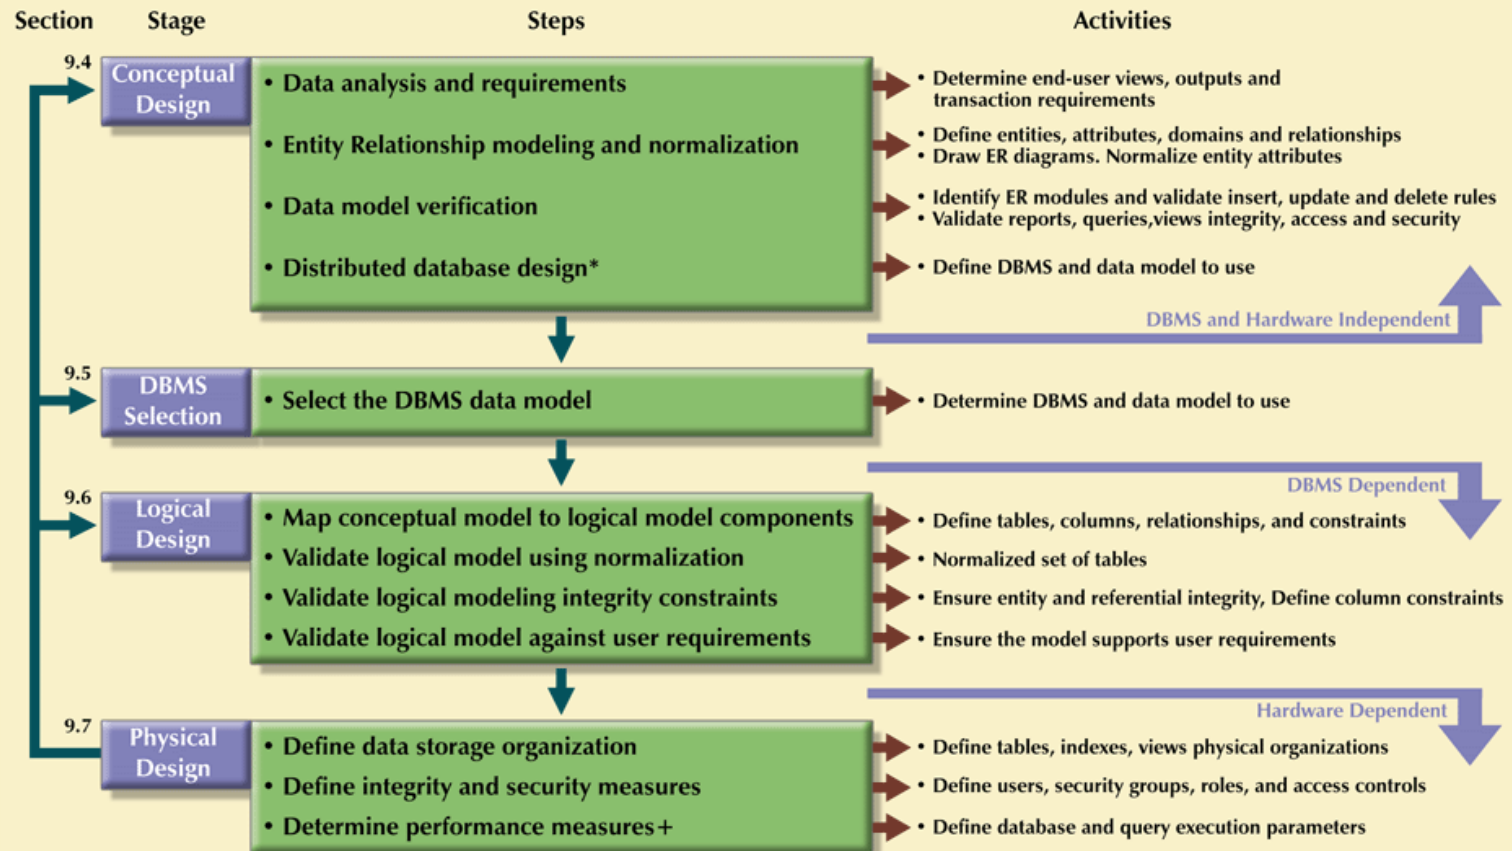 Section Stage Steps Activities
9.4
Conceptual
Design
• Data analysis and requirements
• Determine end-user views, outputs and
transaction requirements
• Entity Relationship modeling and normalization
• Define entities, attributes, domains and relationships
• Draw ER diagrams. Normalize entity attributes
• Data model verification
• Identify ER modules and validate insert, update and delete rules
• Validate reports, queries,views integrity, access and security
• Distributed database design*
• Define DBMS and data model to use
DBMS and Hardware Independent
9.5
DBMS
Selection
• Select the DBMS data model
• Determine DBMS and data model to use
DBMS Dependent
9.6
Logical
Design
• Map conceptual model to logical model components
• Define tables, columns, relationships, and constraints
• Validate logical model using normalization
• Normalized set of tables
• Validate logical modeling integrity constraints
• Ensure entity and referential integrity, Define column constraints
• Validate logical model against user requirements
• Ensure the model supports user requirements
Hardware Dependent
9.7
Physical
Design
• Define data storage organization
• Define tables, indexes, views physical organizations
• Define integrity and security measures
• Define users, security groups, roles, and access controls
• Determine performance measures+
• Define database and query execution parameters